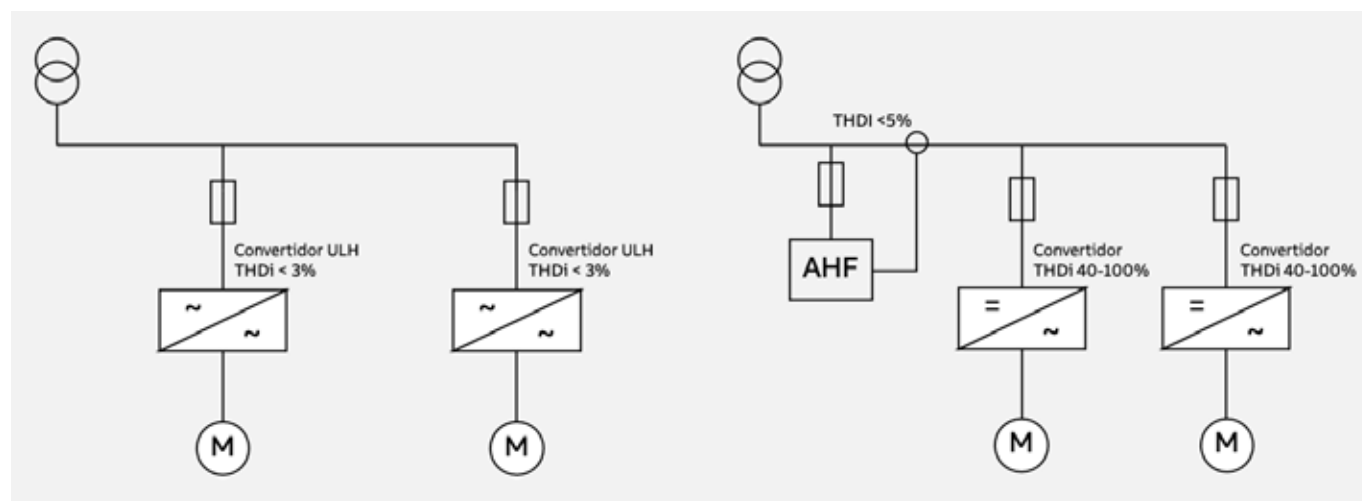 Convertidor ULH
THDi < 3%
~
~
M
Convertidor ULH
THDi < 3%
~
~
M
THDI <5%
AHF
Convertidor
THDi 40-100%
=
~
M
Convertidor
THDi 40-100%
=
~
M